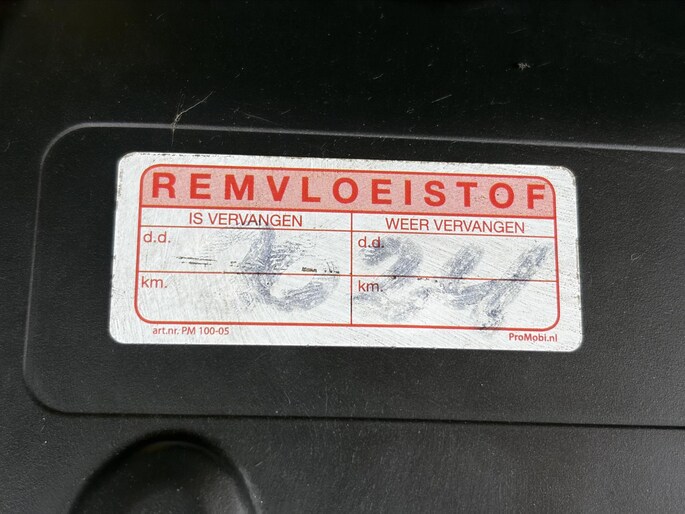 REMVLOEISTOF
IS VERVANGEN WEER VERVANGEN
d.d. d.d.
km. km.
art.nr. PM 100-05 ProMobi.nl